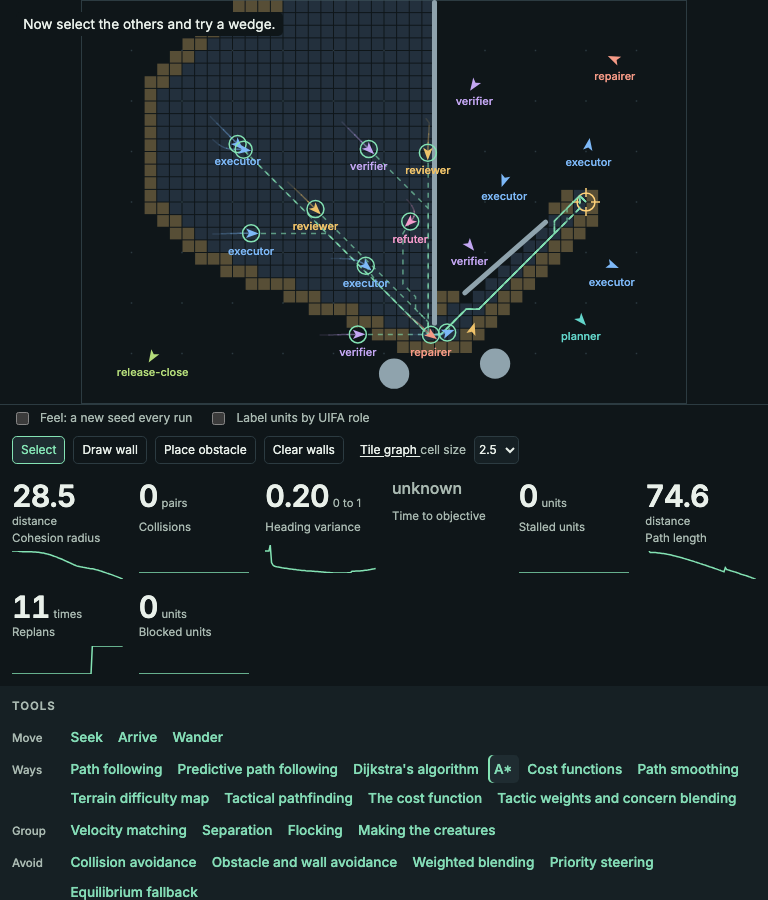 Now select the others and try a wedge.
repairer
verifier
executor
executor
verifier
reviewer
executor
reviewer
refuter
executor
verifier
executor
executor
planner
verifier
repairer
release-close
Feel: a new seed every run
Label units by UIFA role
Select
Draw wall
Place obstacle
Clear walls
Tile graph cell size
2.5
28.5 distance
Cohesion radius
0 pairs
Collisions
0.20 0 to 1
Heading variance
unknown
Time to objective
0 units
Stalled units
74.6 distance
Path length
11 times
Replans
0 units
Blocked units
TOOLS
Move Seek Arrive Wander
Ways Path following Predictive path following Dijkstra's algorithm A* Cost functions Path smoothing
Terrain difficulty map Tactical pathfinding The cost function Tactic weights and concern blending
Group Velocity matching Separation Flocking Making the creatures
Avoid Collision avoidance Obstacle and wall avoidance Weighted blending Priority steering
Equilibrium fallback